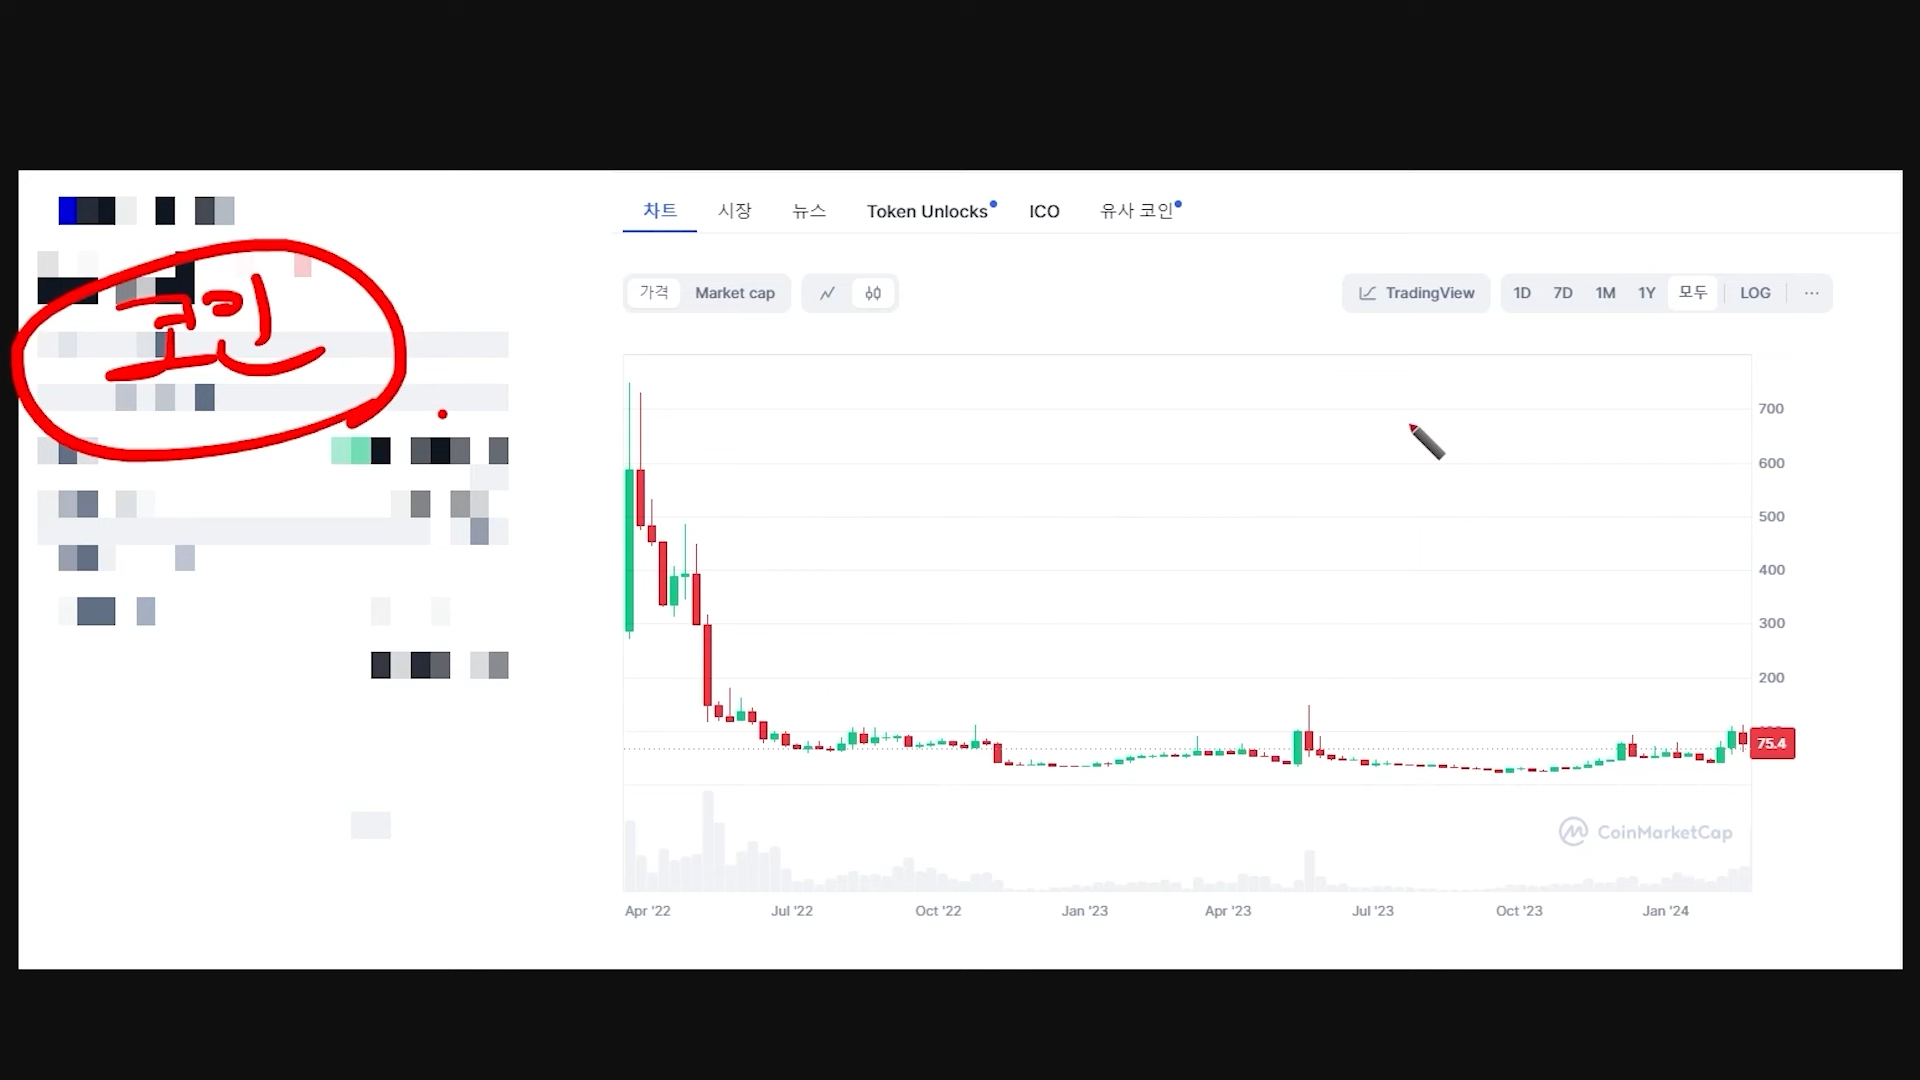 차트 시장 뉴스 Token Unlocks ICO 유사 코인
가격 Market cap TradingView 1D 7D 1M 1Y 모두 LOG ...
코인
700
600
500
400
300
200
75.4
CoinMarketCap
Apr '22 Jul '22 Oct '22 Jan '23 Apr '23 Jul '23 Oct '23 Jan '24